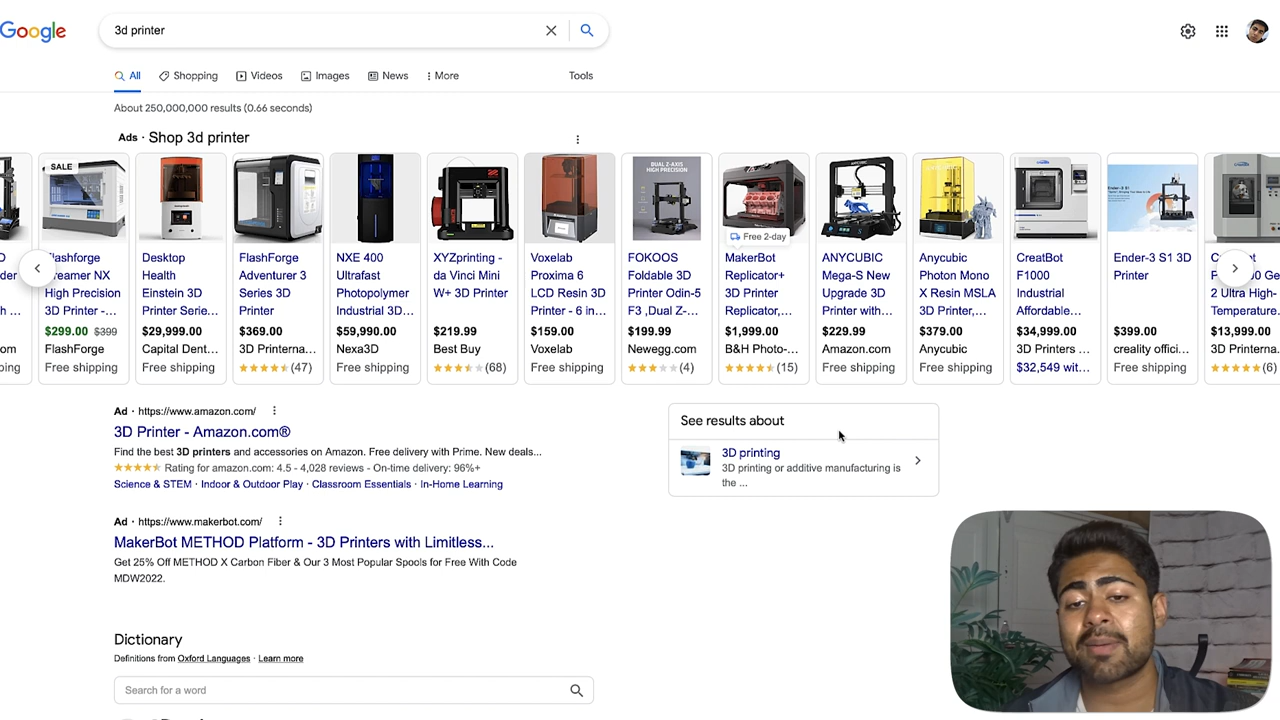 Google
3d printer
All
Shopping
Videos
Images
News
More
Tools
About 250,000,000 results (0.66 seconds)
Ads · Shop 3d printer
SALE
Flashforge
Dreamer NX
High Precision
3D Printer -...
$299.00 $399
FlashForge
Free shipping
Desktop
Health
Einstein 3D
Printer Serie...
$29,999.00
Capital Dent...
Free shipping
FlashForge
Adventurer 3
Series 3D
Printer
$369.00
3D Printerna...
(47)
NXE 400
Ultrafast
Photopolymer
Industrial 3D...
$59,990.00
Nexa3D
Free shipping
XYZprinting -
da Vinci Mini
W+ 3D Printer
$219.99
Best Buy
(68)
Voxelab
Proxima 6
LCD Resin 3D
Printer - 6 in...
$159.00
Voxelab
Free shipping
DUAL Z-AXIS
HIGH PRECISION
FOKOOS
Foldable 3D
Printer Odin-5
F3 ,Dual Z-...
$199.99
Newegg.com
(4)
Free 2-day
MakerBot
Replicator+
3D Printer
Replicator,...
$1,999.00
B&H Photo-...
(15)
ANYCUBIC
Mega-S New
Upgrade 3D
Printer with...
$229.99
Amazon.com
Free shipping
Anycubic
Photon Mono
X Resin MSLA
3D Printer,...
$379.00
Anycubic
Free shipping
CreatBot
F1000
Industrial
Affordable...
$34,999.00
3D Printers ...
$32,549 wit...
Ender-3 S1
Ender-3 S1 3D
Printer
$399.00
creality offici...
Free shipping
2 Ultra High-
Temperature.
$13,999.00
3D Printerna.
(6)
Ad · https://www.amazon.com/
3D Printer - Amazon.com®
Find the best 3D printers and accessories on Amazon. Free delivery with Prime. New deals...
Rating for amazon.com: 4.5 - 4,028 reviews - On-time delivery: 96%+
Science & STEM · Indoor & Outdoor Play · Classroom Essentials · In-Home Learning
See results about
3D printing
3D printing or additive manufacturing is
the ...
Ad · https://www.makerbot.com/
MakerBot METHOD Platform - 3D Printers with Limitless...
Get 25% Off METHOD X Carbon Fiber & Our 3 Most Popular Spools for Free With Code
MDW2022.
Dictionary
Definitions from Oxford Languages · Learn more
Search for a word